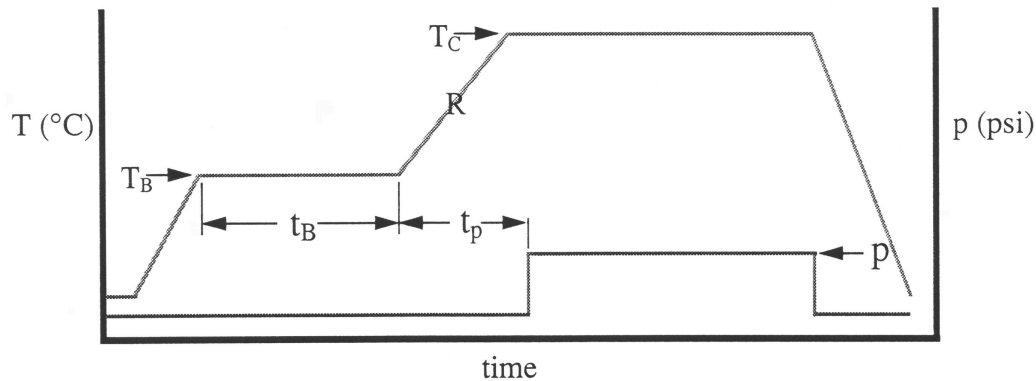 T_C
R
T (°C)
p (psi)
T_B
t_B
t_p
p
time